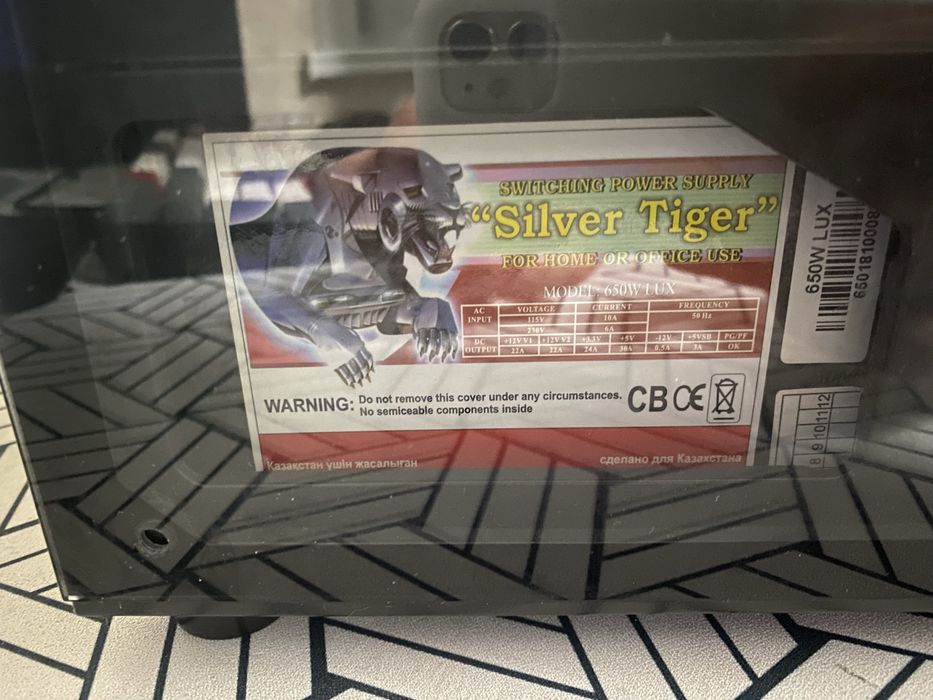 SWITCHING POWER SUPPLY
“Silver Tiger”
FOR HOME OR OFFICE USE
MODEL: 650W LUX
AC INPUT VOLTAGE CURRENT FREQUENCY
115V 10A 50 Hz
230V 6A
DC OUTPUT +12V V1 +12V V2 +3.3V +5V -12V +5VSB PG/PF
22A 22A 24A 30A 0.5A 3A OK
WARNING: Do not remove this cover under any circumstances.
No semiceable components inside
CB CE
Қазақстан үшін жасалыған
сделано для Казахстана
650W LUX
6501810008
8 9 10 11 12